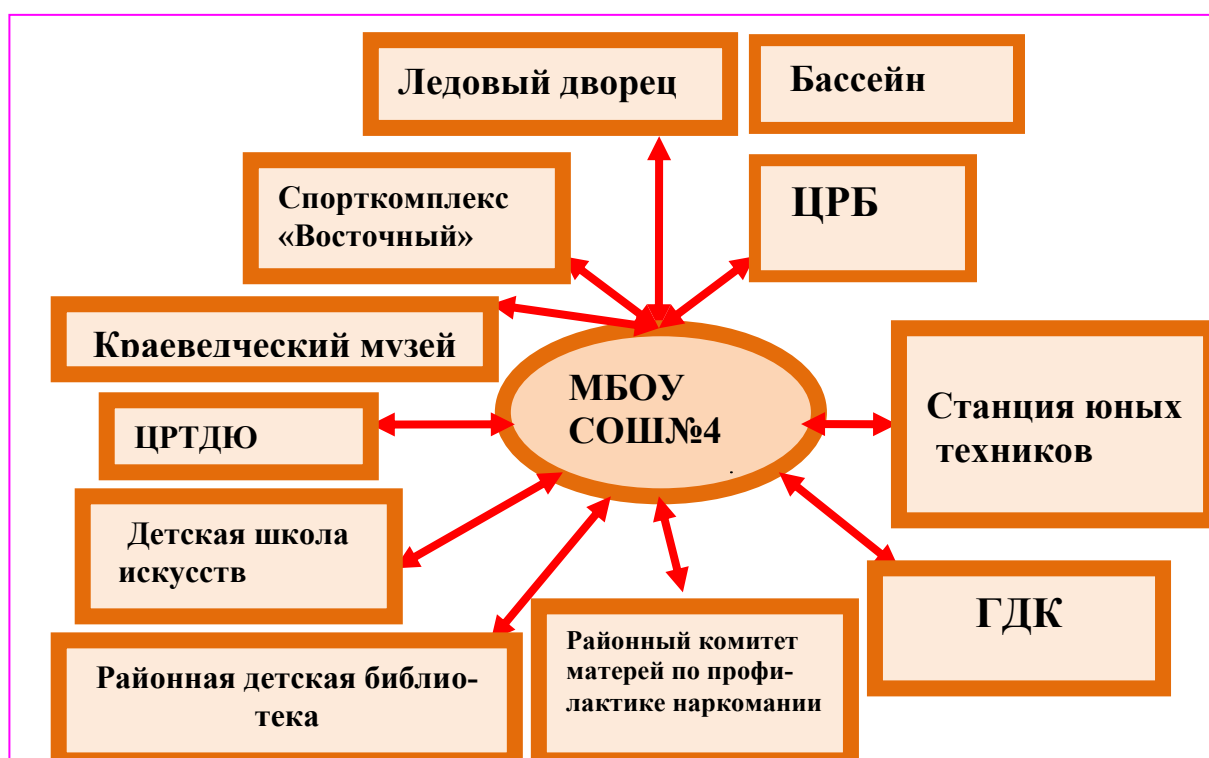 Ледовый дворец
Бассейн
Спорткомплекс
«Восточный»
ЦРБ
Краеведческий музей
МБОУ
СОШ№4
.
Станция юных
техников
ЦРТДЮ
Детская школа
искусств
ГДК
Районная детская библио-
тека
Районный комитет
матерей по профи-
лактике наркомании